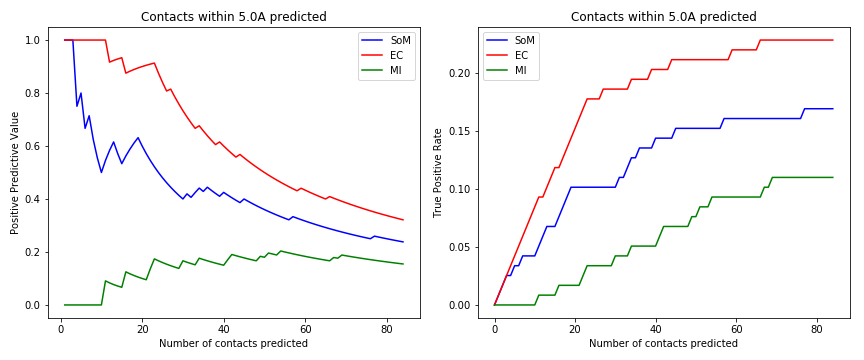 Contacts within 5.0A predicted
1.0
0.8
0.6
0.4
0.2
0.0
Positive Predictive Value
SoM
EC
MI
0
20
40
60
80
Number of contacts predicted
Contacts within 5.0A predicted
0.20
0.15
0.10
0.05
0.00
True Positive Rate
SoM
EC
MI
0
20
40
60
80
Number of contacts predicted